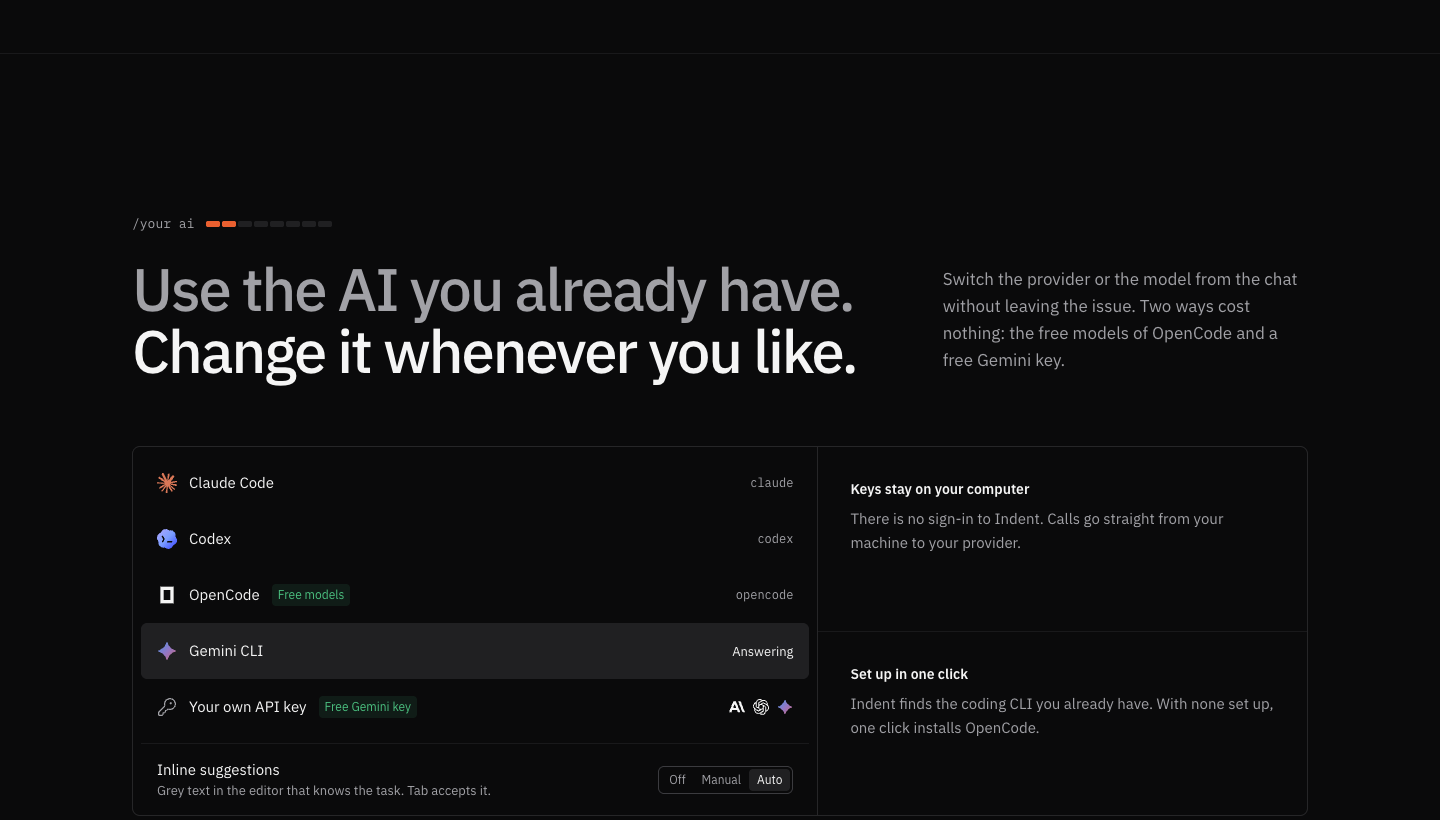 /your ai
Use the AI you already have.
Change it whenever you like.
Switch the provider or the model from the chat
without leaving the issue. Two ways cost
nothing: the free models of OpenCode and a
free Gemini key.
Claude Code claude
Codex codex
OpenCode Free models opencode
Gemini CLI Answering
Your own API key Free Gemini key
Inline suggestions
Grey text in the editor that knows the task. Tab accepts it.
Off Manual Auto
Keys stay on your computer
There is no sign-in to Indent. Calls go straight from your
machine to your provider.
Set up in one click
Indent finds the coding CLI you already have. With none set up,
one click installs OpenCode.